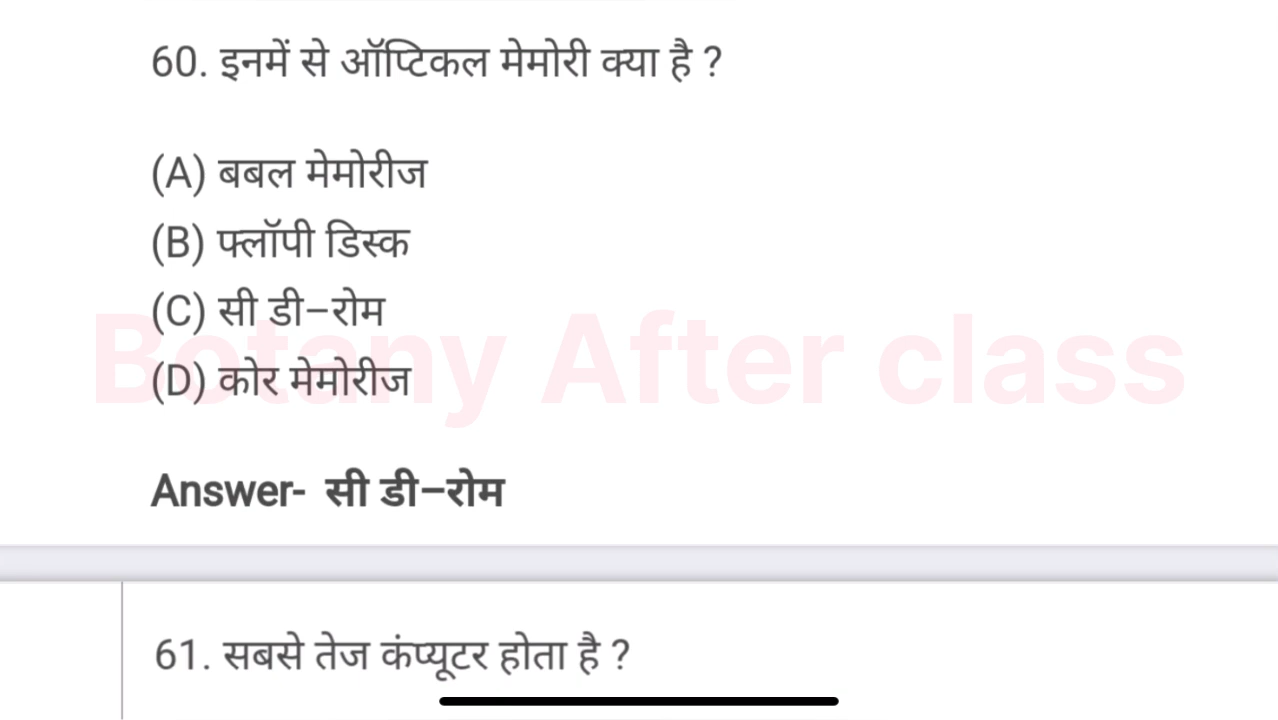 60. इनमें से ऑप्टिकल मेमोरी क्या है ?
(A) बबल मेमोरीज
(B) फ्लॉपी डिस्क
(C) सी डी–रोम
(D) कोर मेमोरीज
Botany After class
Answer- सी डी–रोम
61. सबसे तेज कंप्यूटर होता है ?